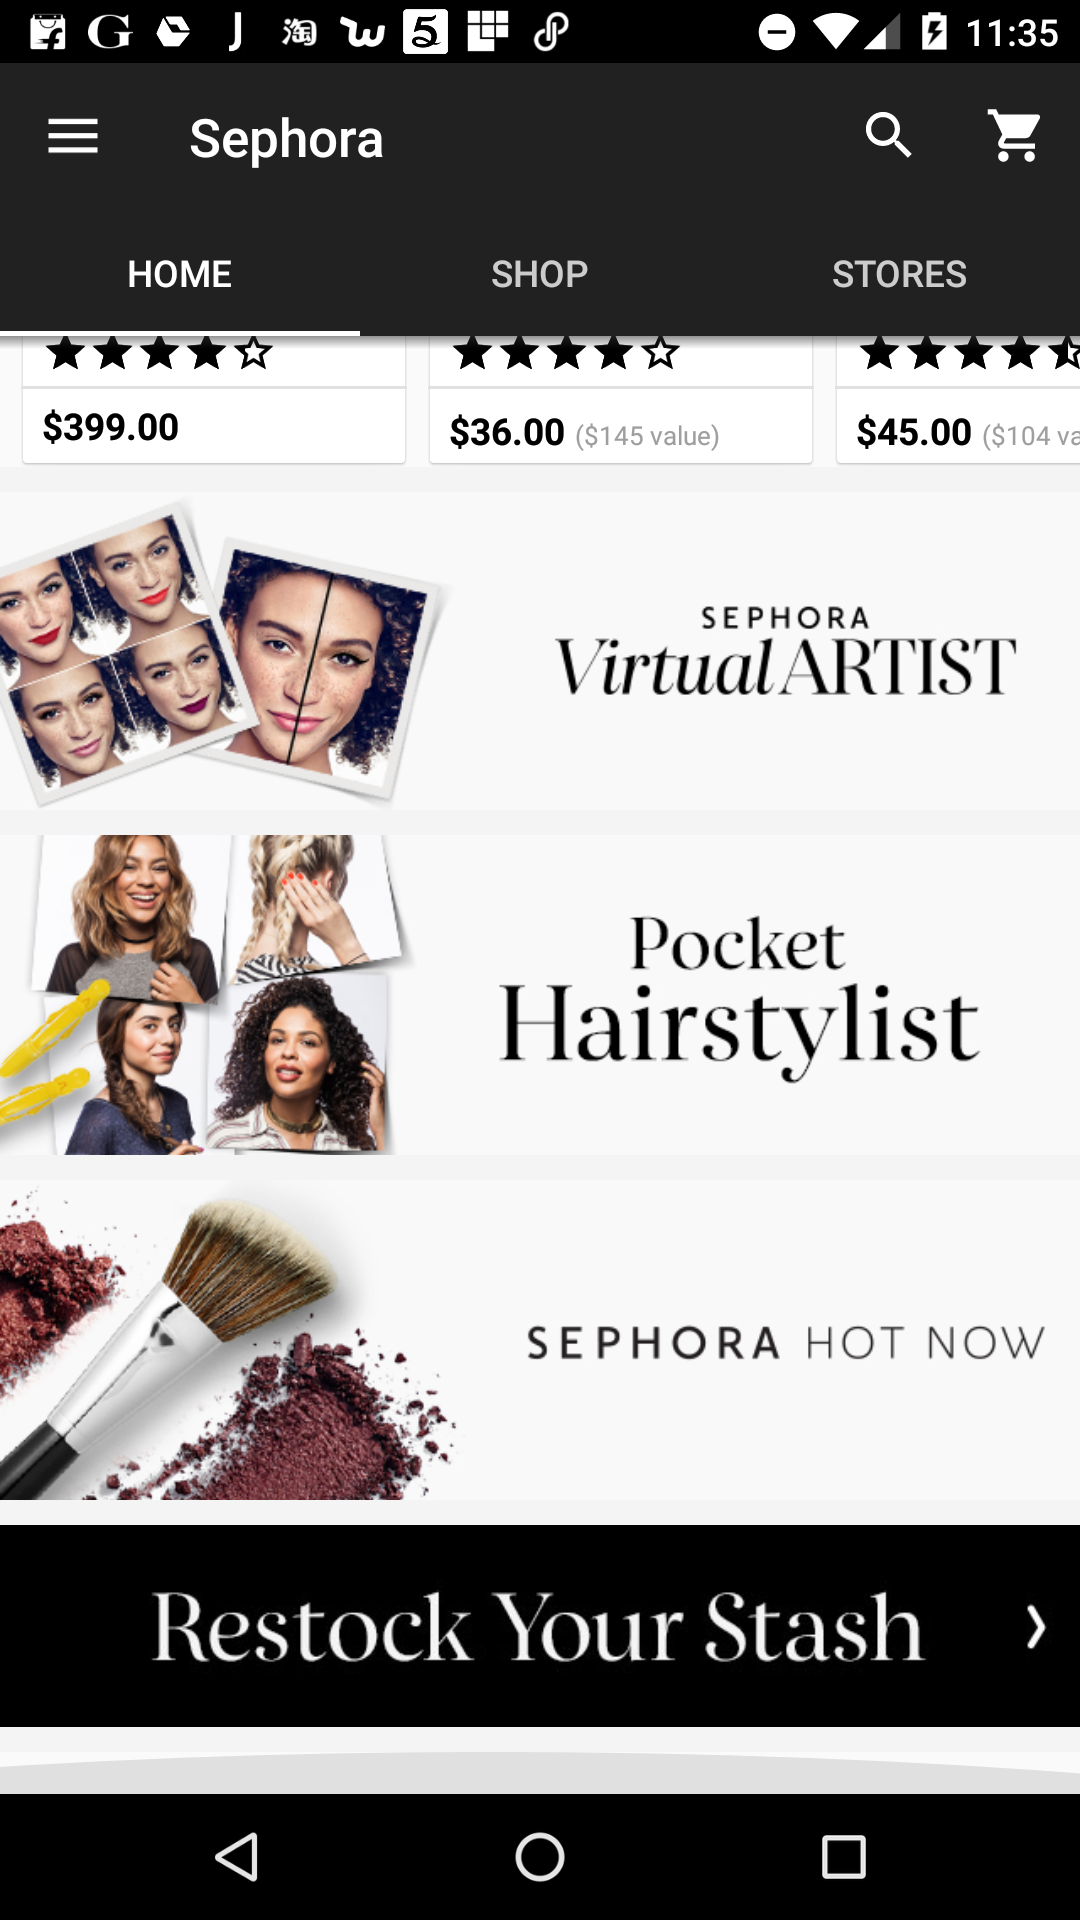 11:35
Sephora
HOME SHOP STORES
$399.00
$36.00 ($145 value)
$45.00 ($104 va
SEPHORA
Virtual ARTIST
Pocket
Hairstylist
SEPHORA HOT NOW
Restock Your Stash